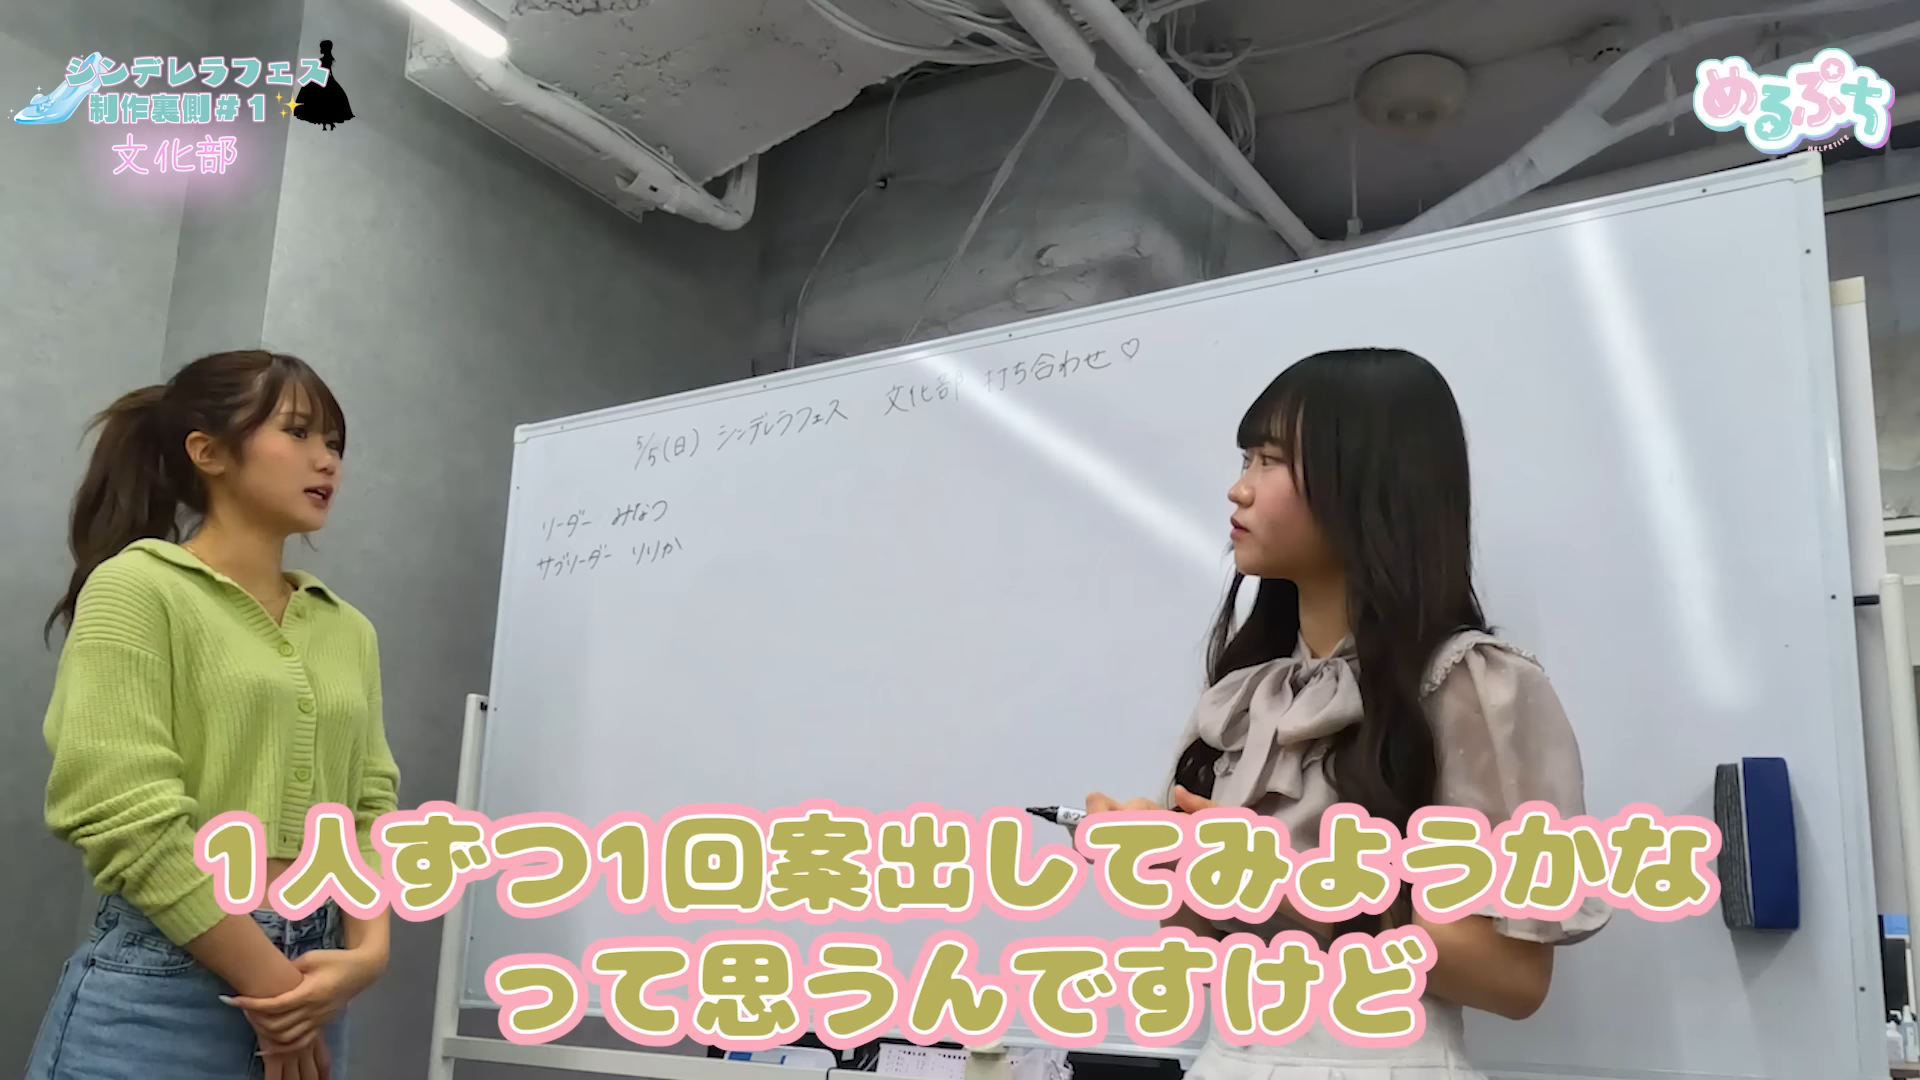 シンデレラフェス
制作裏側#1
文化部
めるぷち
MELPETITE
5/5(日) シンデレラフェス 文化部 打ち合わせ♡
リーダー みなつ
サブリーダー りりか
1人ずつ1回案出してみようかな
って思うんですけど